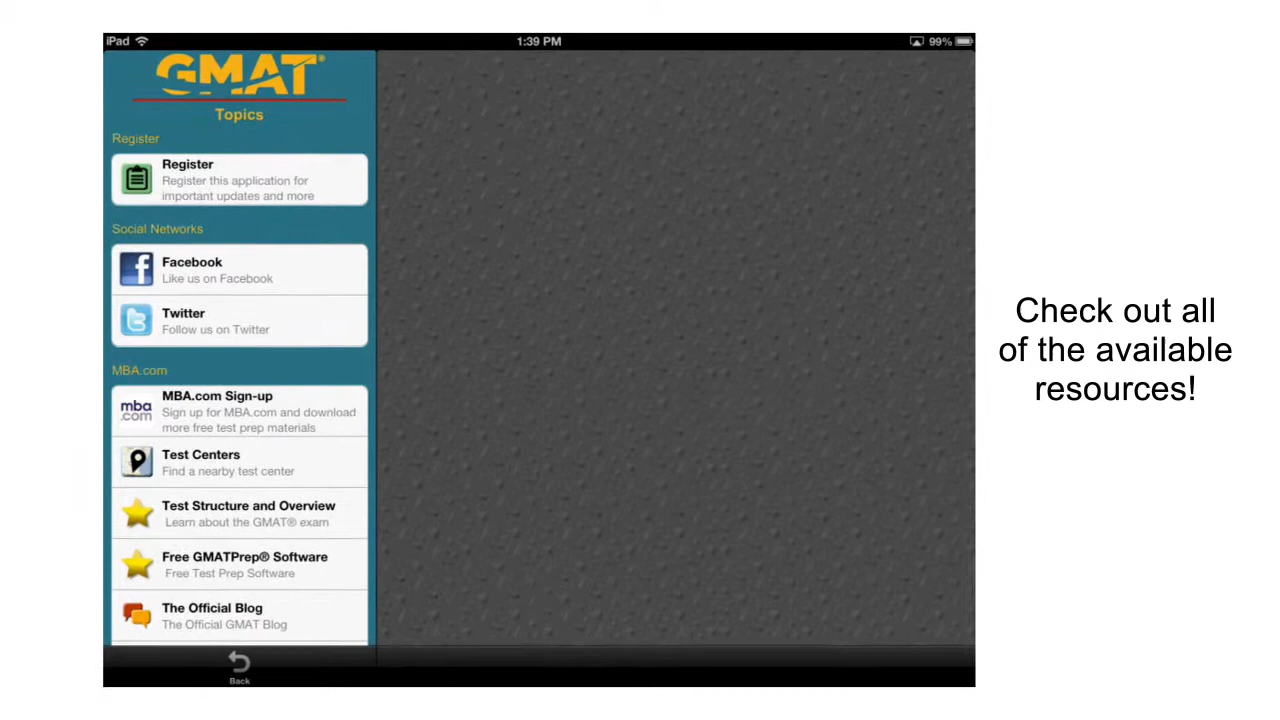 iPad
1:39 PM
99%
GMAT®
Topics
Register
Register
Register this application for
important updates and more
Social Networks
f
Facebook
Like us on Facebook
t
Twitter
Follow us on Twitter
MBA.com
mba
.com
MBA.com Sign-up
Sign up for MBA.com and download
more free test prep materials
Test Centers
Find a nearby test center
Test Structure and Overview
Learn about the GMAT® exam
Free GMATPrep® Software
Free Test Prep Software
The Official Blog
The Official GMAT Blog
Back
Check out all
of the available
resources!